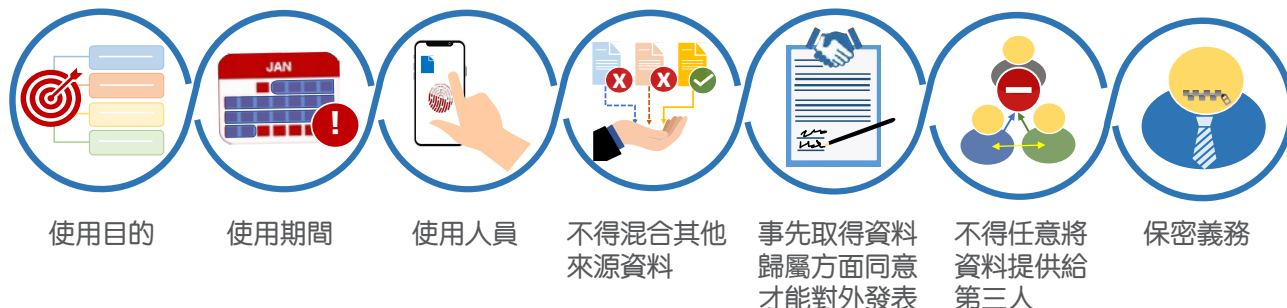 JAN
!
X
X
使用目的
使用期間
使用人員
不得混合其他
來源資料
事先取得資料
歸屬方面同意
才能對外發表
不得任意將
資料提供給
第三人
保密義務